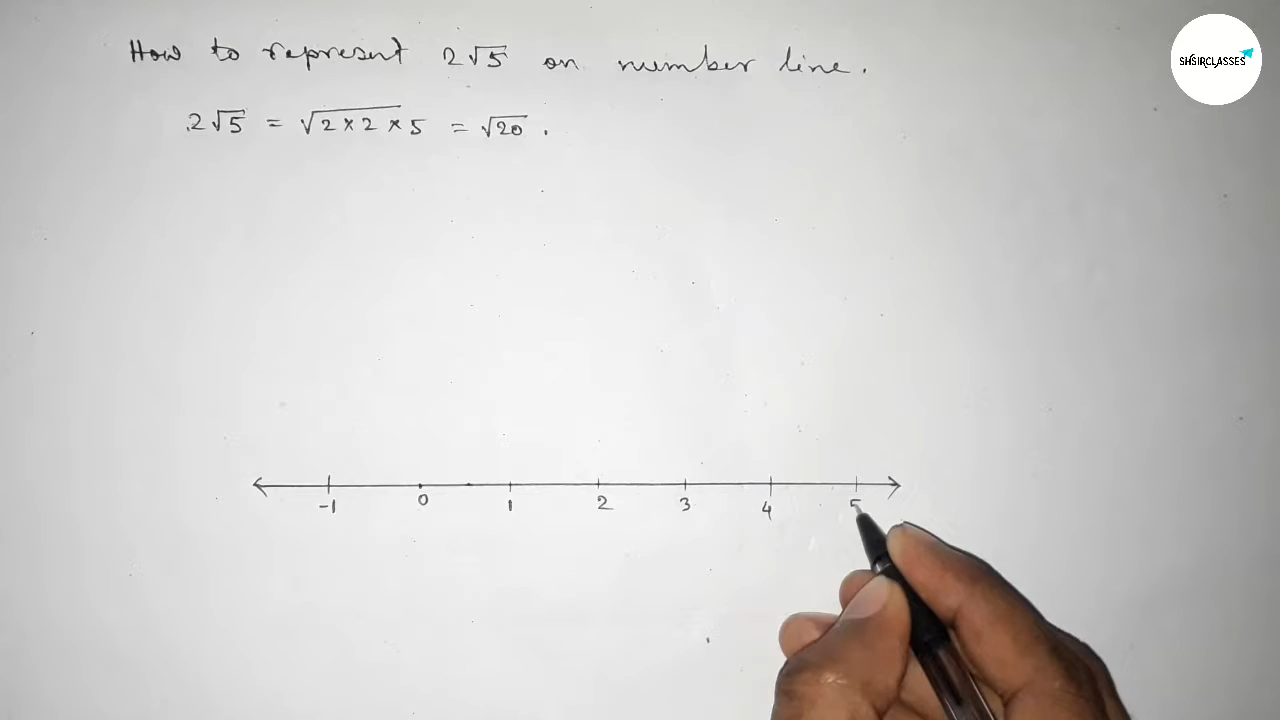 How to represent 2√5 on number line.
2√5 = √2×2×5 = √20.
-1 0 1 2 3 4 5
SHSIRCLASSES